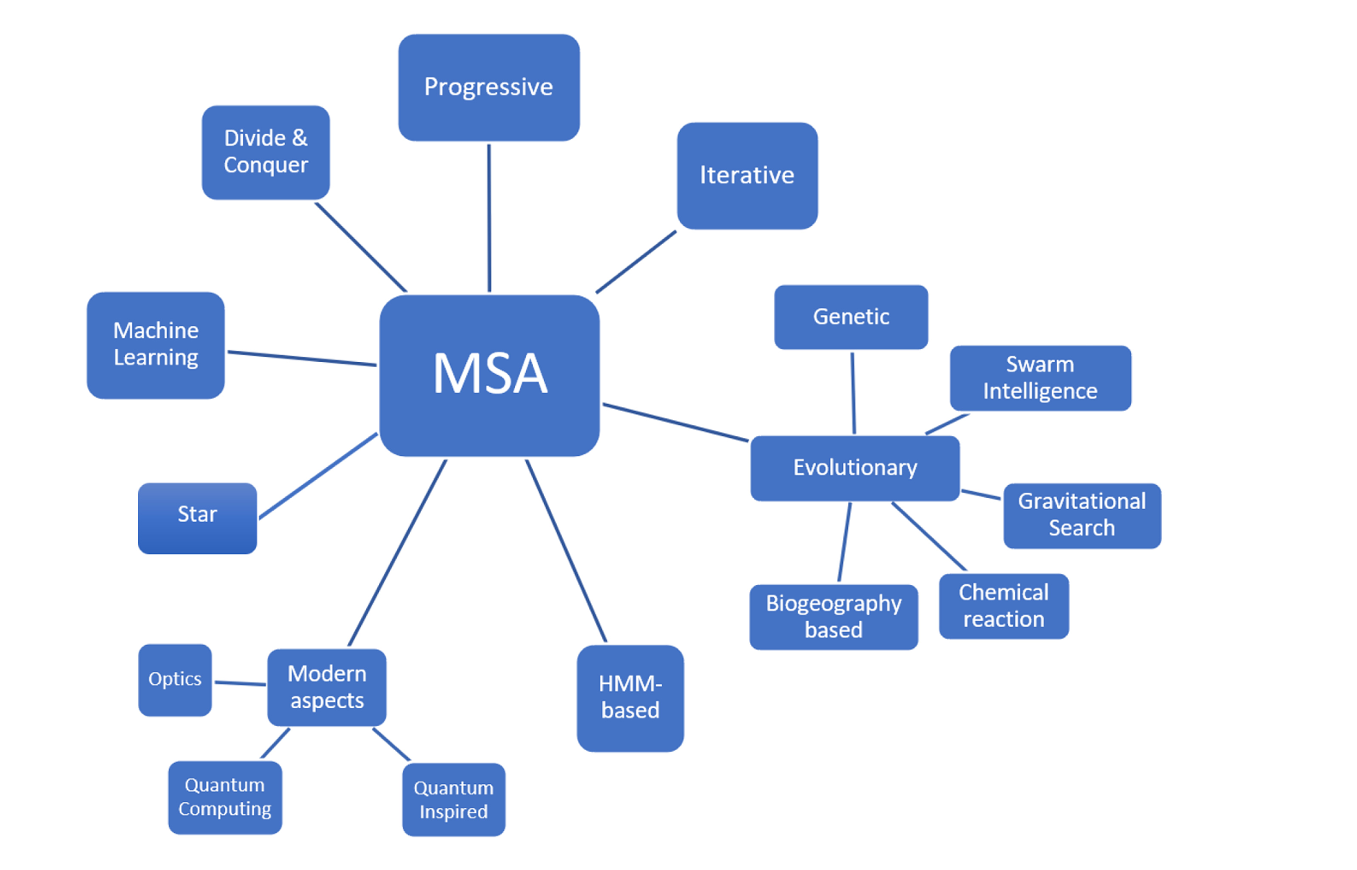 Progressive
Divide &
Conquer
Iterative
Machine
Learning
MSA
Genetic
Swarm
Intelligence
Evolutionary
Gravitational
Search
Star
Biogeography
based
Chemical
reaction
Optics
Modern
aspects
HMM-
based
Quantum
Computing
Quantum
Inspired